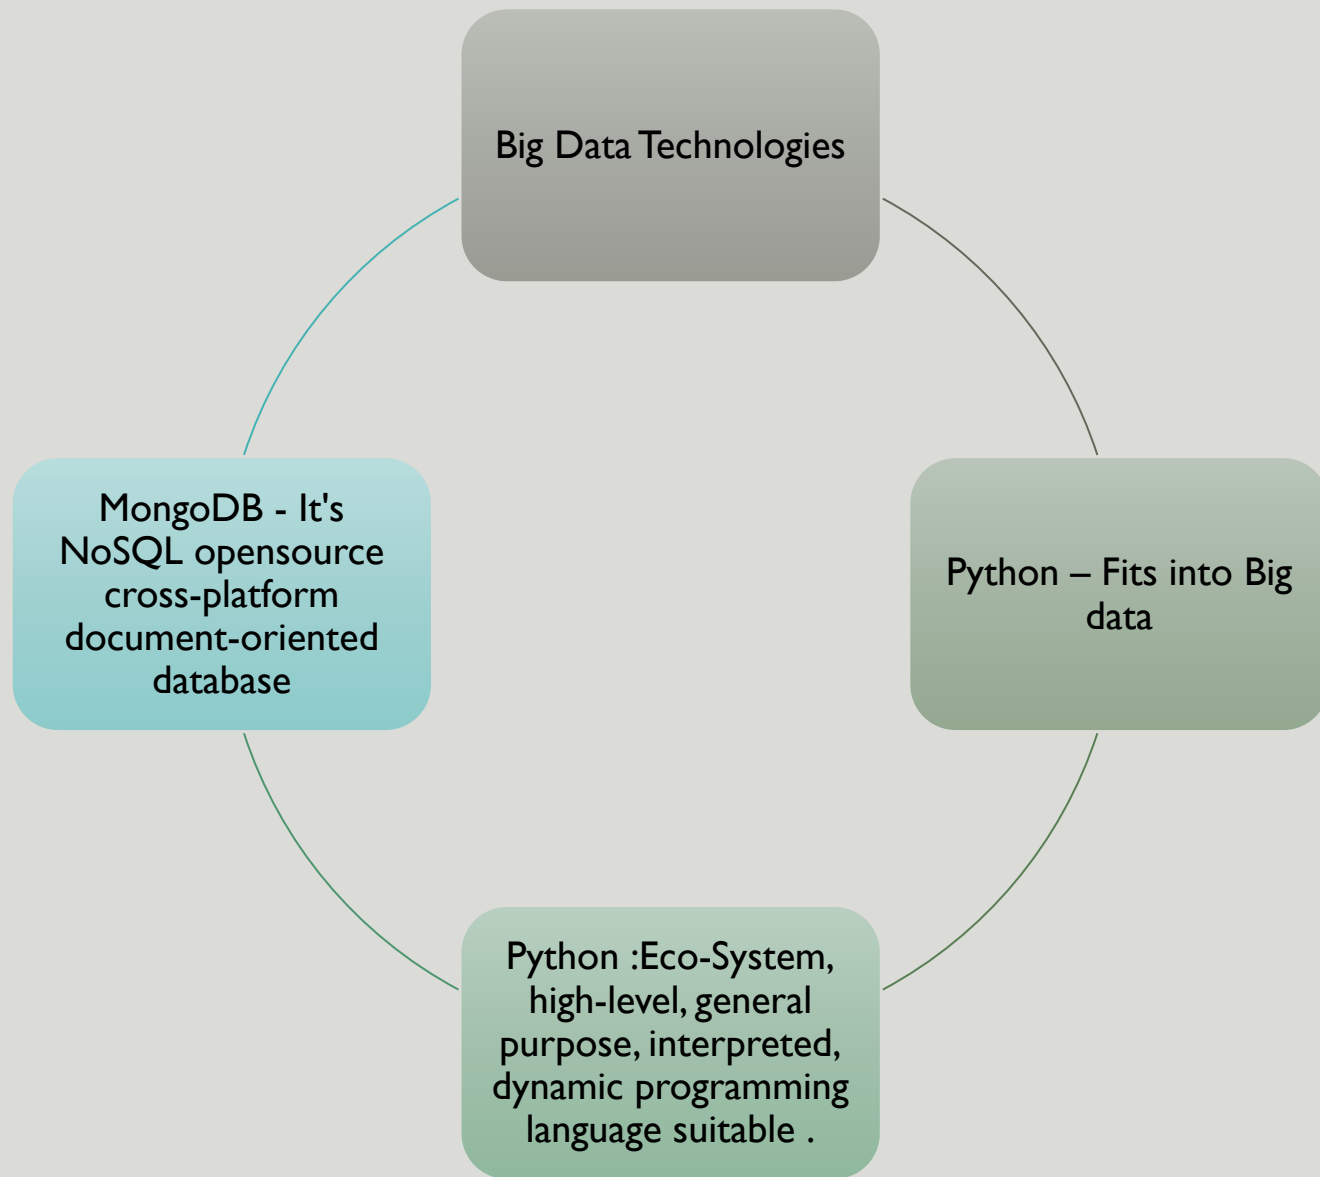 Big Data Technologies
Python – Fits into Big
data
Python :Eco-System,
high-level, general
purpose, interpreted,
dynamic programming
language suitable .
MongoDB - It's
NoSQL opensource
cross-platform
document-oriented
database